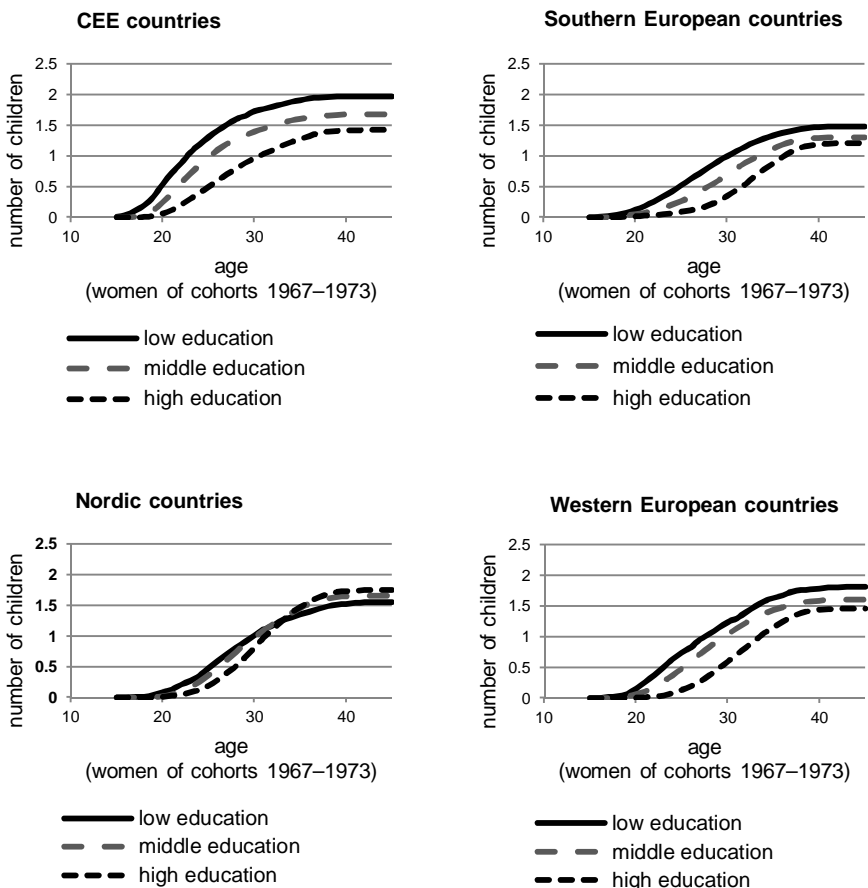 CEE countries
2.5
2
1.5
1
0.5
0
10 20 30 40
number of children
age
(women of cohorts 1967–1973)
low education
middle education
high education
Southern European countries
2.5
2
1.5
1
0.5
0
10 20 30 40
number of children
age
(women of cohorts 1967–1973)
low education
middle education
high education
Nordic countries
2.5
2
1.5
1
0.5
0
10 20 30 40
number of children
age
(women of cohorts 1967–1973)
low education
middle education
high education
Western European countries
2.5
2
1.5
1
0.5
0
10 20 30 40
number of children
age
(women of cohorts 1967–1973)
low education
middle education
high education